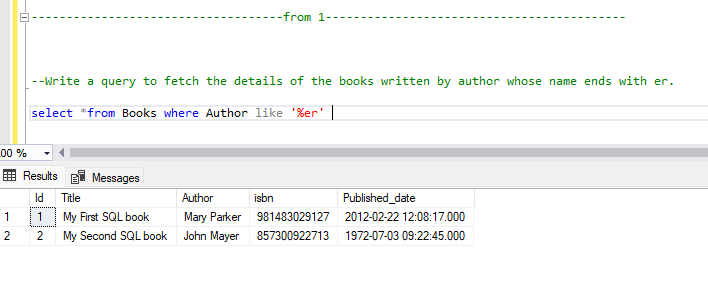 --------------------------------from 1--------------------------------------
--Write a query to fetch the details of the books written by author whose name ends with er.
select *from Books where Author like '%er'
.00 %
Results Messages
Id Title Author isbn Published_date
1 1 My First SQL book Mary Parker 981483029127 2012-02-22 12:08:17.000
2 2 My Second SQL book John Mayer 857300922713 1972-07-03 09:22:45.000